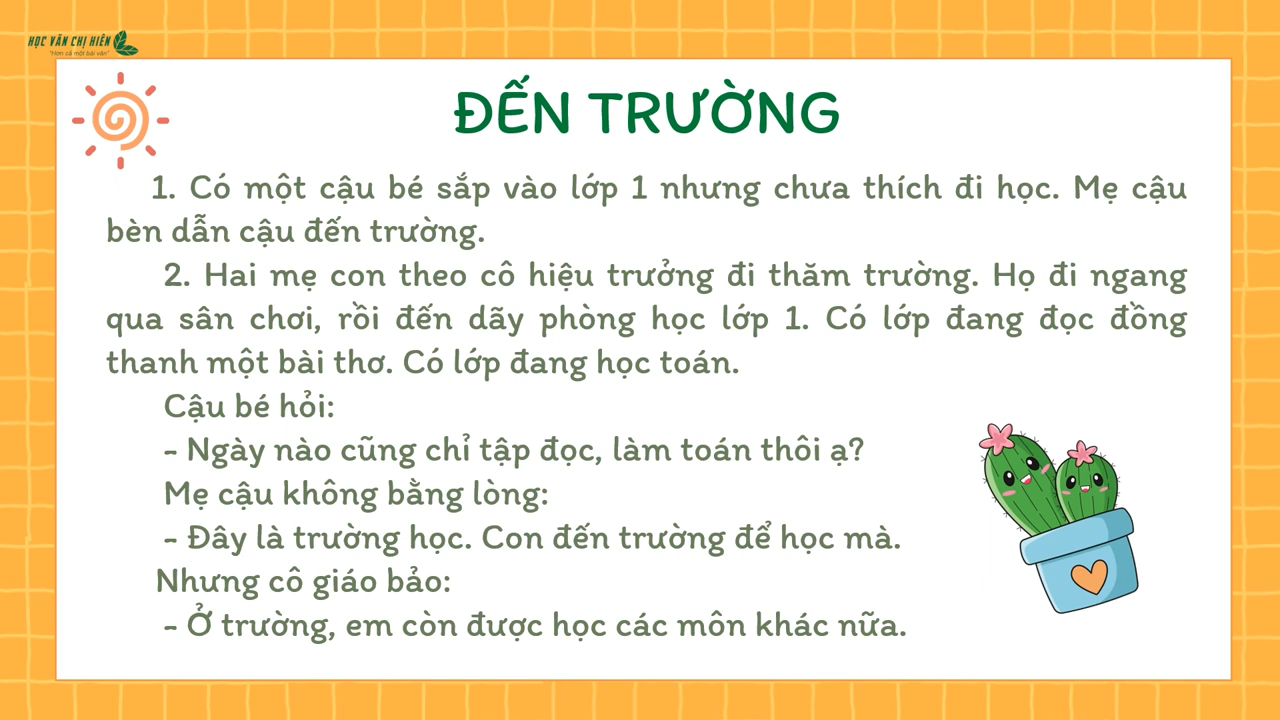 HỌC VĂN CHỊ HIÊN
"Hơn cả một bài văn"
ĐẾN TRƯỜNG
1. Có một cậu bé sắp vào lớp 1 nhưng chưa thích đi học. Mẹ cậu
bèn dẫn cậu đến trường.
2. Hai mẹ con theo cô hiệu trưởng đi thăm trường. Họ đi ngang
qua sân chơi, rồi đến dãy phòng học lớp 1. Có lớp đang đọc đồng
thanh một bài thơ. Có lớp đang học toán.
Cậu bé hỏi:
- Ngày nào cũng chỉ tập đọc, làm toán thôi ạ?
Mẹ cậu không bằng lòng:
- Đây là trường học. Con đến trường để học mà.
Nhưng cô giáo bảo:
- Ở trường, em còn được học các môn khác nữa.